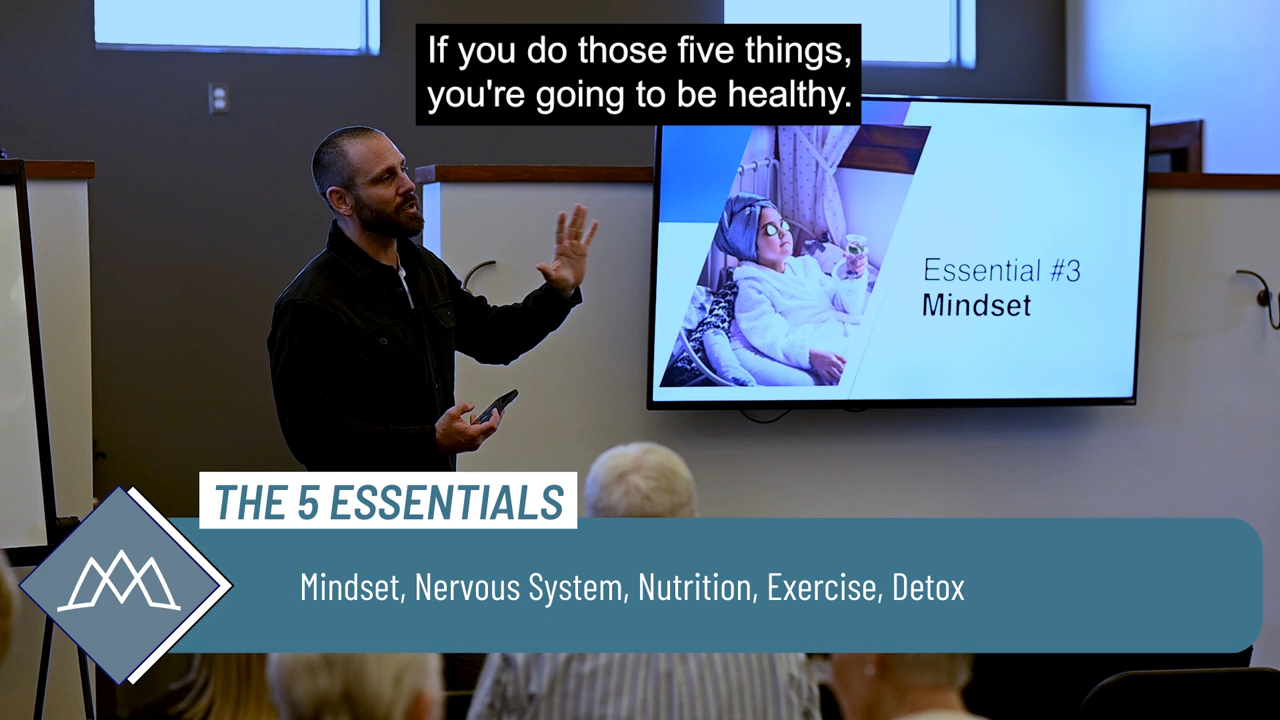 If you do those five things,
you're going to be healthy.
Essential #3
Mindset
THE 5 ESSENTIALS
Mindset, Nervous System, Nutrition, Exercise, Detox